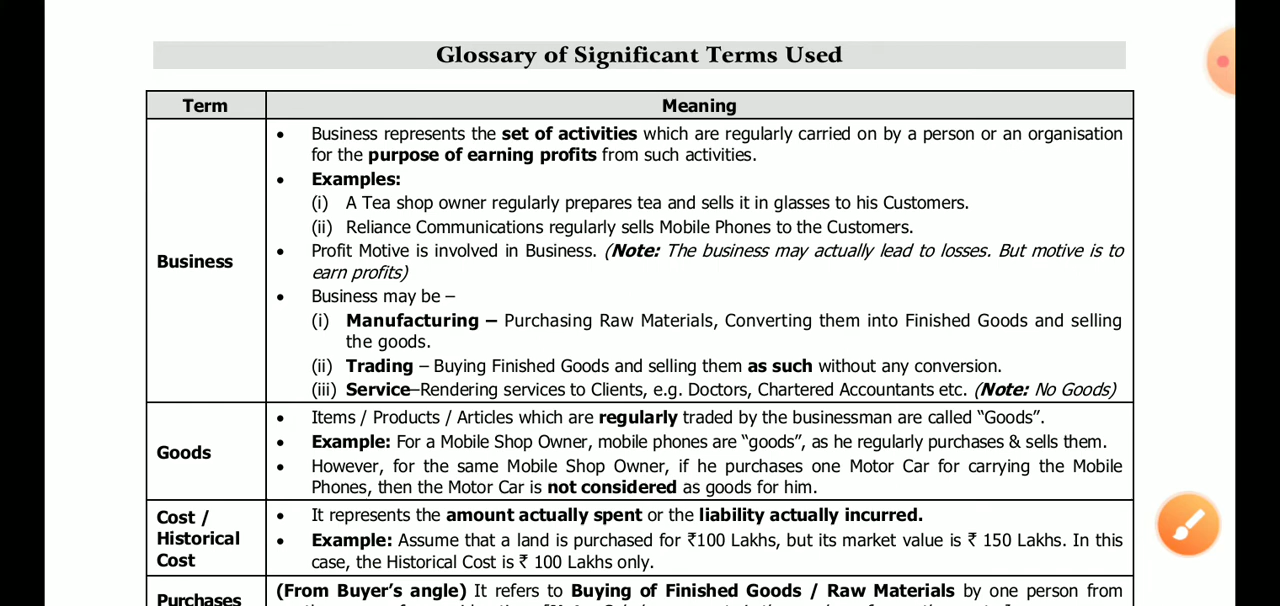 Glossary of Significant Terms Used
Term Meaning
Business
• Business represents the set of activities which are regularly carried on by a person or an organisation
for the purpose of earning profits from such activities.
• Examples:
(i) A Tea shop owner regularly prepares tea and sells it in glasses to his Customers.
(ii) Reliance Communications regularly sells Mobile Phones to the Customers.
• Profit Motive is involved in Business. (Note: The business may actually lead to losses. But motive is to
earn profits)
• Business may be –
(i) Manufacturing – Purchasing Raw Materials, Converting them into Finished Goods and selling
the goods.
(ii) Trading – Buying Finished Goods and selling them as such without any conversion.
(iii) Service–Rendering services to Clients, e.g. Doctors, Chartered Accountants etc. (Note: No Goods)
Goods
• Items / Products / Articles which are regularly traded by the businessman are called “Goods”.
• Example: For a Mobile Shop Owner, mobile phones are “goods”, as he regularly purchases & sells them.
• However, for the same Mobile Shop Owner, if he purchases one Motor Car for carrying the Mobile
Phones, then the Motor Car is not considered as goods for him.
Cost /
Historical
Cost
• It represents the amount actually spent or the liability actually incurred.
• Example: Assume that a land is purchased for ₹100 Lakhs, but its market value is ₹ 150 Lakhs. In this
case, the Historical Cost is ₹ 100 Lakhs only.
Purchases
(From Buyer’s angle) It refers to Buying of Finished Goods / Raw Materials by one person from